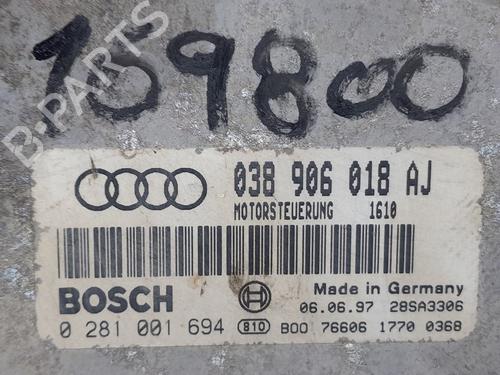 159800
B-PARTS
038 906 018 AJ
MOTORSTEUERUNG 1610
BOSCH
Made in Germany
06.06.97 28SA3306
0 281 001 694 810 B00 76606 1770 0368